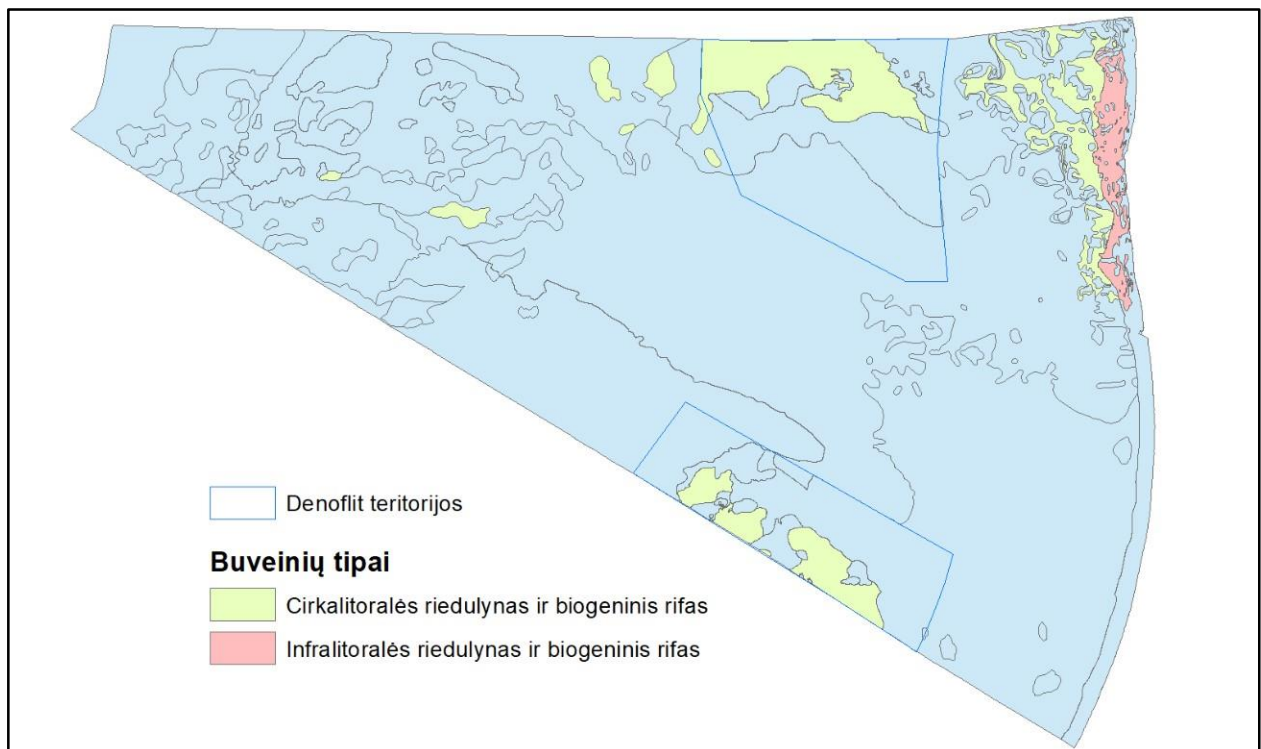 Denoflit teritorijos
Buveinių tipai
Cirkalitoralės riedulynas ir biogeninis rifas
Infralitoralės riedulynas ir biogeninis rifas